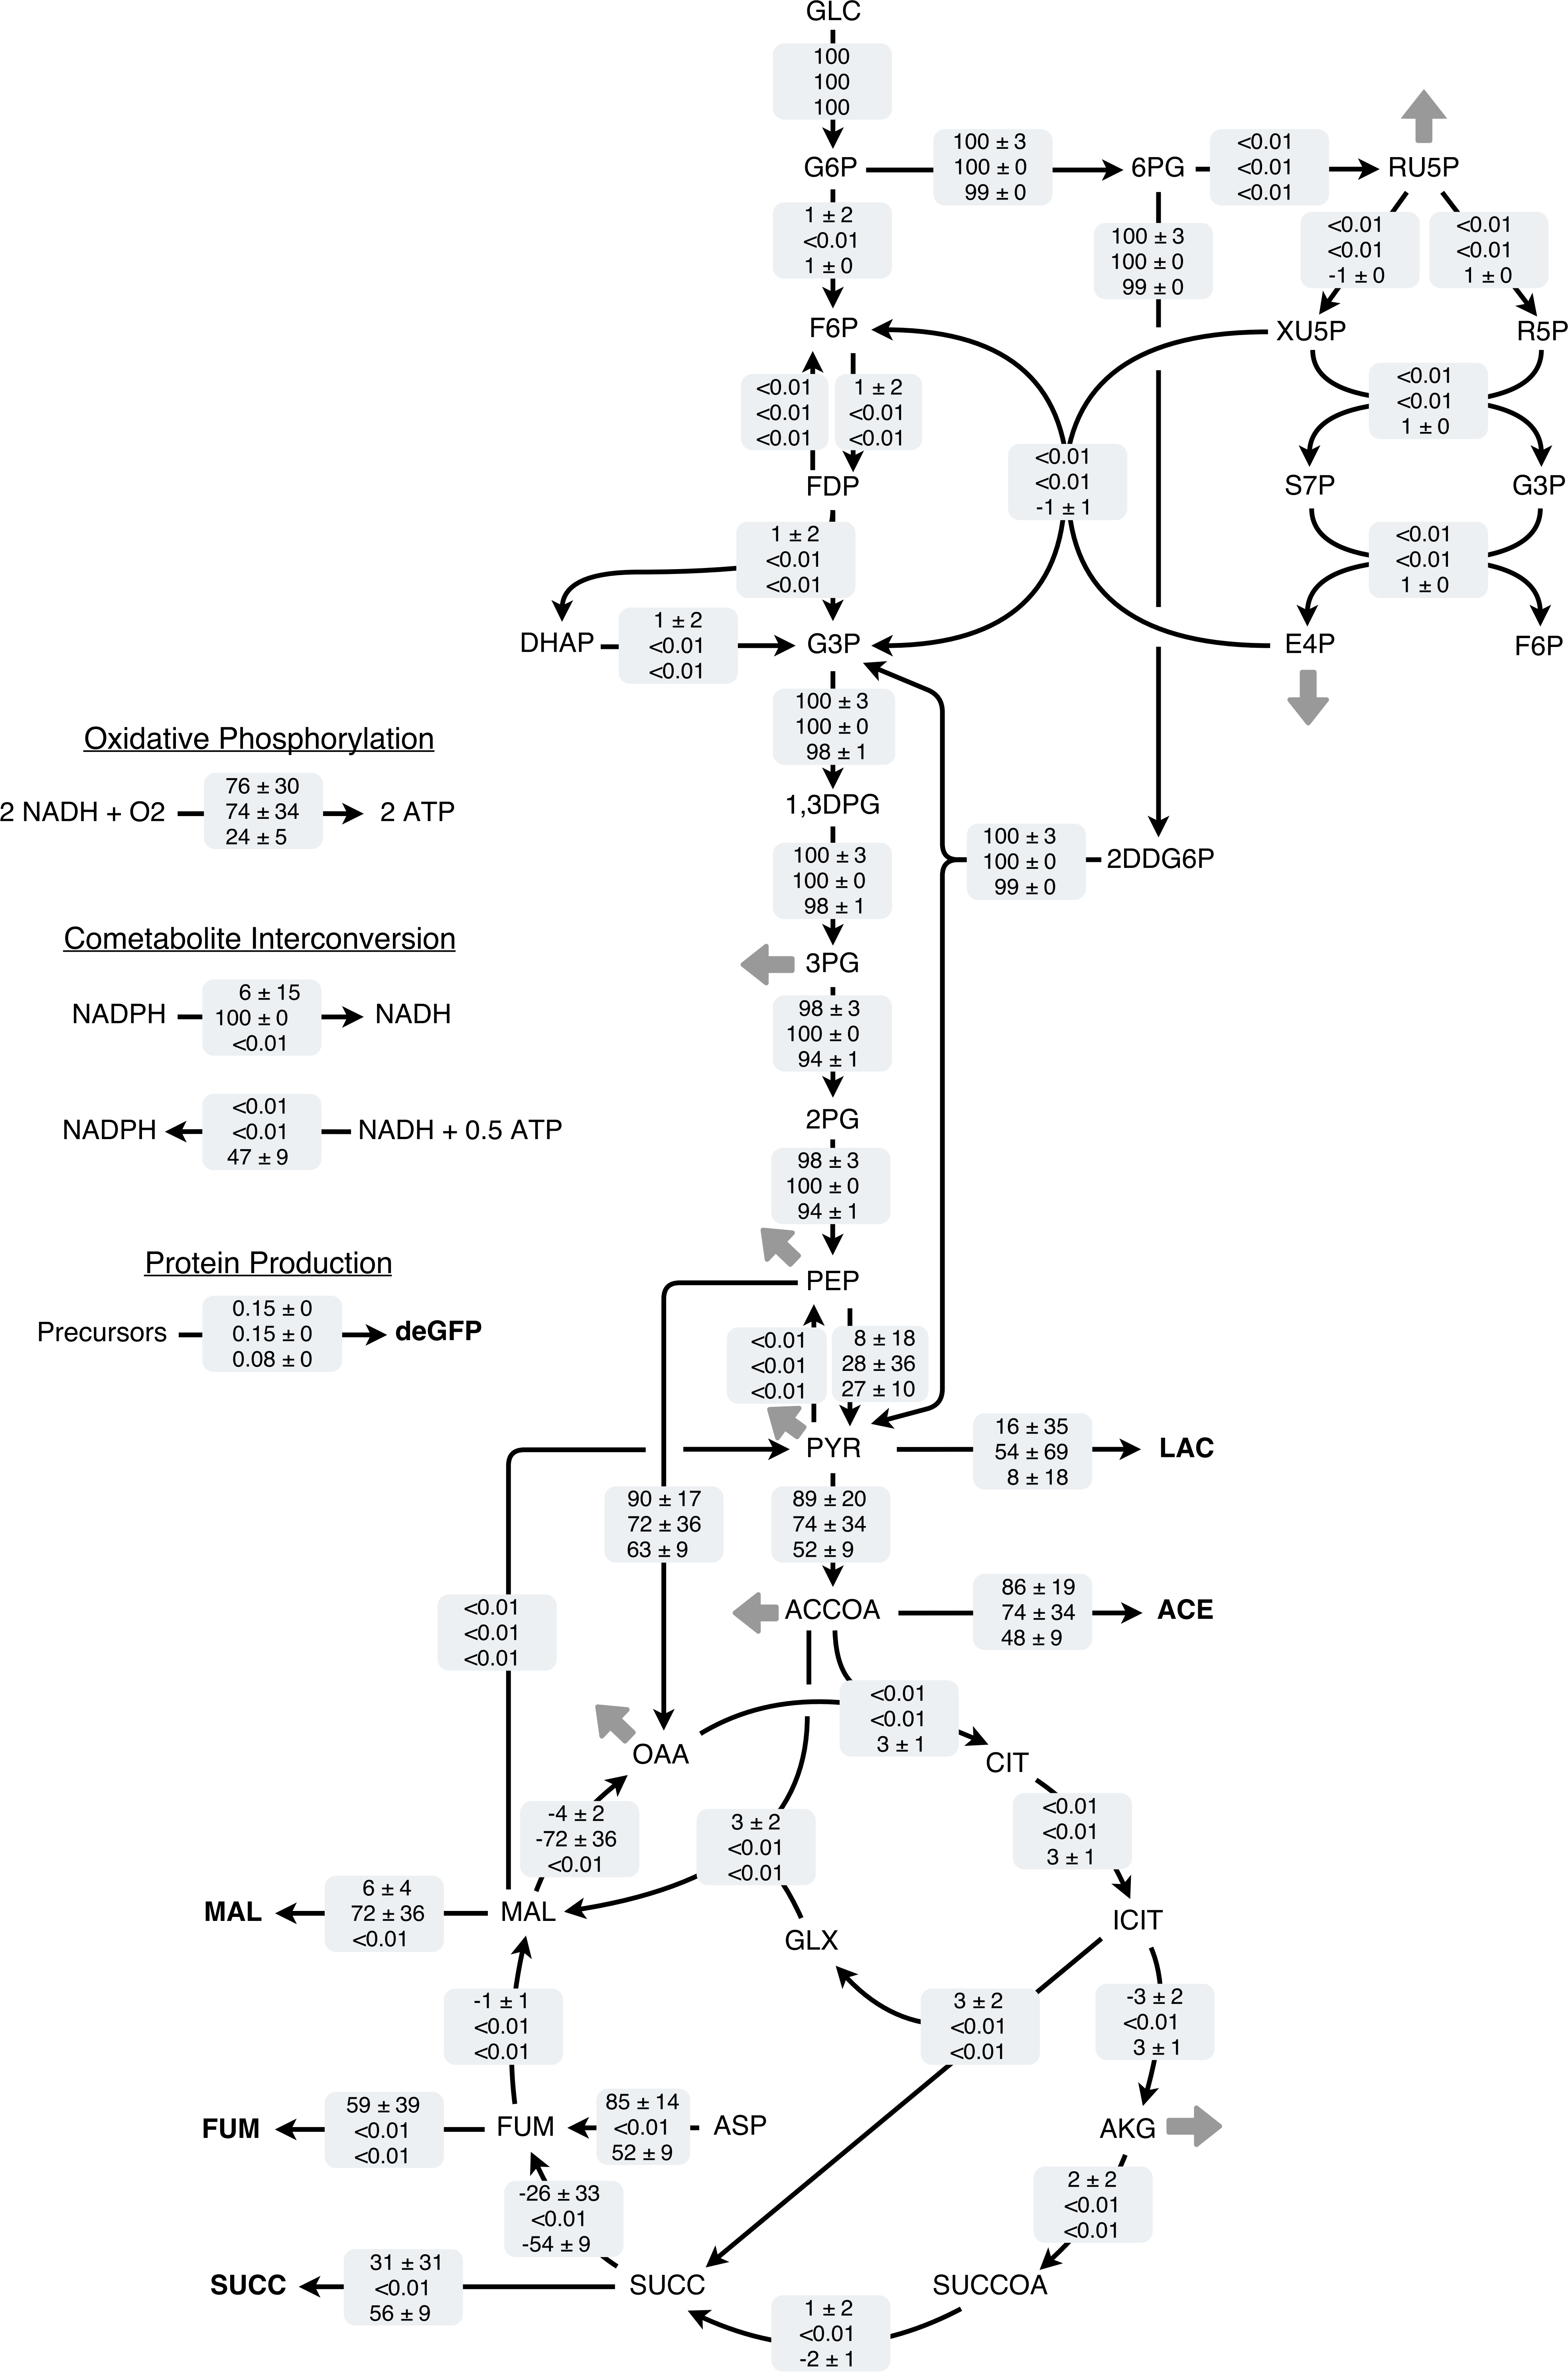 GLC
100
100
100
G6P
100 ± 3
100 ± 0
99 ± 0
6PG
<0.01
<0.01
<0.01
RU5P
1 ± 2
<0.01
1 ± 0
100 ± 3
100 ± 0
99 ± 0
<0.01
<0.01
-1 ± 0
<0.01
<0.01
1 ± 0
F6P
XU5P
R5P
<0.01
<0.01
<0.01
1 ± 2
<0.01
<0.01
<0.01
<0.01
1 ± 0
FDP
<0.01
<0.01
-1 ± 1
S7P
G3P
1 ± 2
<0.01
<0.01
<0.01
<0.01
1 ± 0
DHAP
1 ± 2
<0.01
<0.01
G3P
E4P
F6P
100 ± 3
100 ± 0
98 ± 1
Oxidative Phosphorylation
2 NADH + O2
76 ± 30
74 ± 34
24 ± 5
2 ATP
1,3DPG
100 ± 3
100 ± 0
98 ± 1
100 ± 3
100 ± 0
99 ± 0
2DDG6P
Cometabolite Interconversion
3PG
NADPH
6 ± 15
100 ± 0
<0.01
NADH
98 ± 3
100 ± 0
94 ± 1
NADPH
<0.01
<0.01
47 ± 9
NADH + 0.5 ATP
2PG
98 ± 3
100 ± 0
94 ± 1
Protein Production
PEP
Precursors
0.15 ± 0
0.15 ± 0
0.08 ± 0
deGFP
<0.01
<0.01
<0.01
8 ± 18
28 ± 36
27 ± 10
PYR
16 ± 35
54 ± 69
8 ± 18
LAC
90 ± 17
72 ± 36
63 ± 9
89 ± 20
74 ± 34
52 ± 9
<0.01
<0.01
<0.01
ACCOA
86 ± 19
74 ± 34
48 ± 9
ACE
<0.01
<0.01
3 ± 1
OAA
CIT
-4 ± 2
-72 ± 36
<0.01
3 ± 2
<0.01
<0.01
<0.01
<0.01
3 ± 1
MAL
6 ± 4
72 ± 36
<0.01
MAL
GLX
ICIT
-1 ± 1
<0.01
<0.01
3 ± 2
<0.01
<0.01
-3 ± 2
<0.01
3 ± 1
FUM
59 ± 39
<0.01
<0.01
FUM
85 ± 14
<0.01
52 ± 9
ASP
AKG
-26 ± 33
<0.01
-54 ± 9
2 ± 2
<0.01
<0.01
SUCC
31 ± 31
<0.01
56 ± 9
SUCC
SUCCOA
1 ± 2
<0.01
-2 ± 1